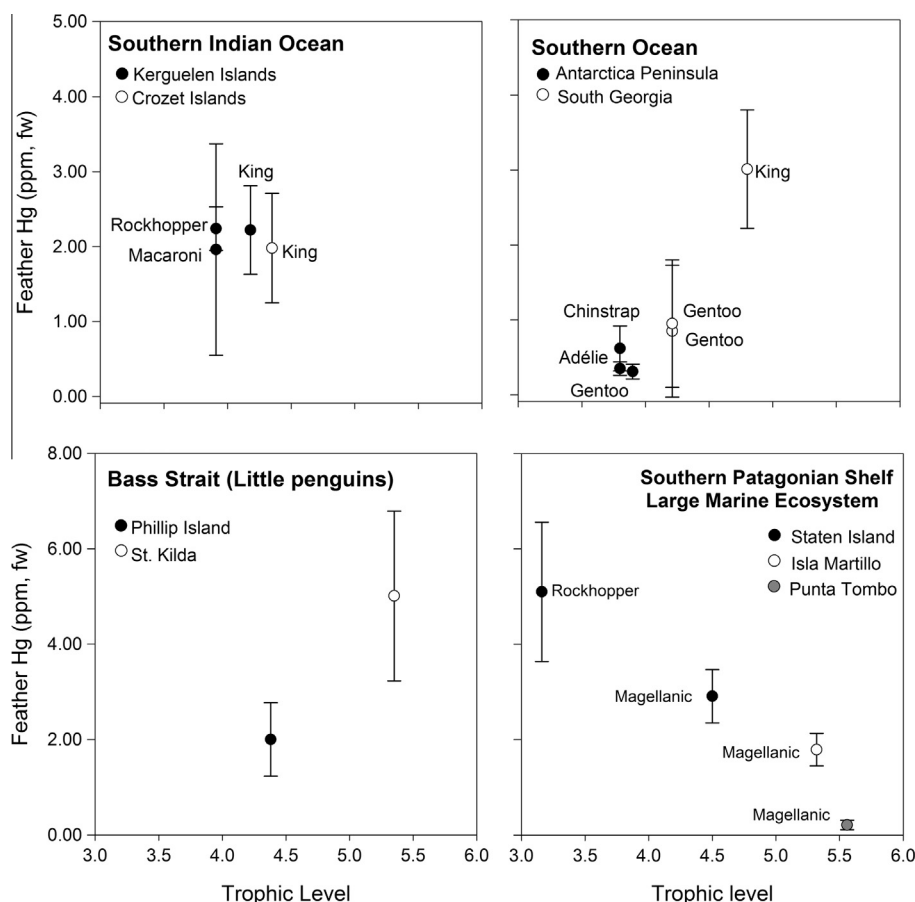 Southern Indian Ocean
Kerguelen Islands
Crozet Islands
5.00
4.00
3.00
2.00
1.00
0.00
Feather Hg (ppm, fw)
King
Rockhopper
Macaroni
King
Southern Ocean
Antarctica Peninsula
South Georgia
King
Chinstrap
Gentoo
Gentoo
Adélie
Gentoo
Bass Strait (Little penguins)
Phillip Island
St. Kilda
8.00
6.00
4.00
2.00
0.00
Feather Hg (ppm, fw)
3.0 3.5 4.0 4.5 5.0 5.5 6.0
Trophic Level
Southern Patagonian Shelf
Large Marine Ecosystem
Staten Island
Isla Martillo
Punta Tombo
Rockhopper
Magellanic
Magellanic
Magellanic
3.0 3.5 4.0 4.5 5.0 5.5 6.0
Trophic level